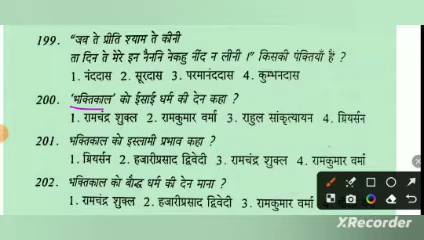 199. "जब ते प्रीति श्याम ते कीनी
ता दिन ते मेरे इन नैननि नेकहु नींद न लीनी ।" किसकी पंक्तियाँ हैं ?
1. नंददास 2. सूरदास 3. परमानददास 4. कुम्भनदास
200. 'भक्तिकाल' को ईसाई धर्म की देन कहा ?
1. रामचंद्र शुक्ल 2. रामकुमार वर्मा 3. राहुल सांकृत्यायन 4. ग्रियर्सन
201. भक्तिकाल को इस्लामी प्रभाव कहा ?
1. ग्रियर्सन 2. हजारीप्रसाद द्विवेदी 3. रामचंद्र शुक्ल 4. रामकुमार वर्मा
202. भक्तिकाल का बौद्ध धर्म की देन माना ?
1. रामचंद्र शुक्ल 2. हजारीप्रसाद द्विवेदी 3. रामकुमार वर्मा
XRecorder